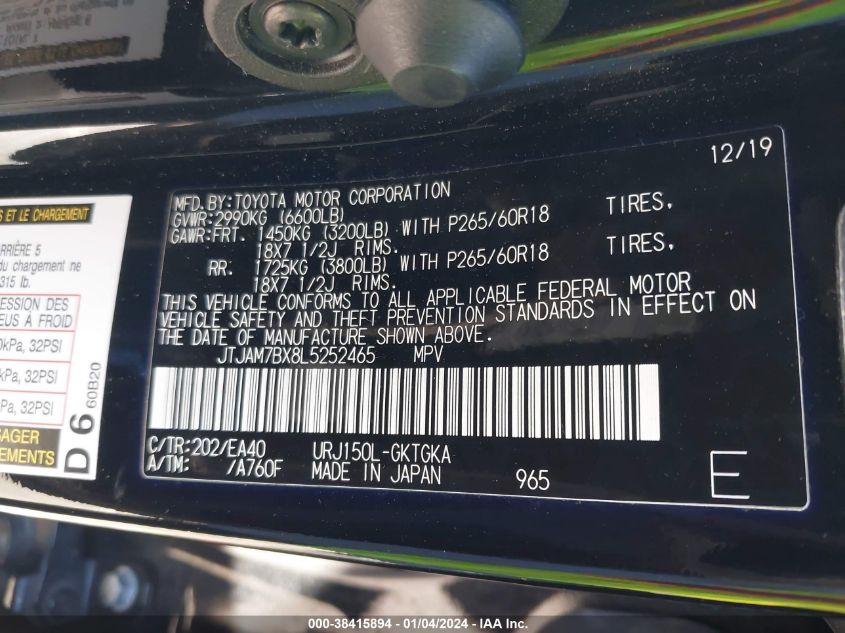 12/19
MFD.BY:TOYOTA MOTOR CORPORATION
GVWR:2990KG (6600LB)
GAWR:FRT. 1450KG (3200LB) WITH P265/60R18 TIRES,
18X7 1/2J RIMS.
RR. 1725KG (3800LB) WITH P265/60R18 TIRES,
18X7 1/2J RIMS.
THIS VEHICLE CONFORMS TO ALL APPLICABLE FEDERAL MOTOR
VEHICLE SAFETY AND THEFT PREVENTION STANDARDS IN EFFECT ON
THE DATE OF MANUFACTURE SHOWN ABOVE.
JTJAM7BX8L5252465 MPV
C/TR:202/EA40 URJ150L-GKTGKA
A/TM: /A760F MADE IN JAPAN 965 E
S ET LE CHARGEMENT
ARRIÈRE 5
du chargement ne
315 lb.
ESSION DES
EUS À FROID
0kPa, 32PSI
kPa, 32PSI
Pa, 32PSI
SAGER
EMENTS
D 6 60B20
000-38415894 - 01/04/2024 - IAA Inc.